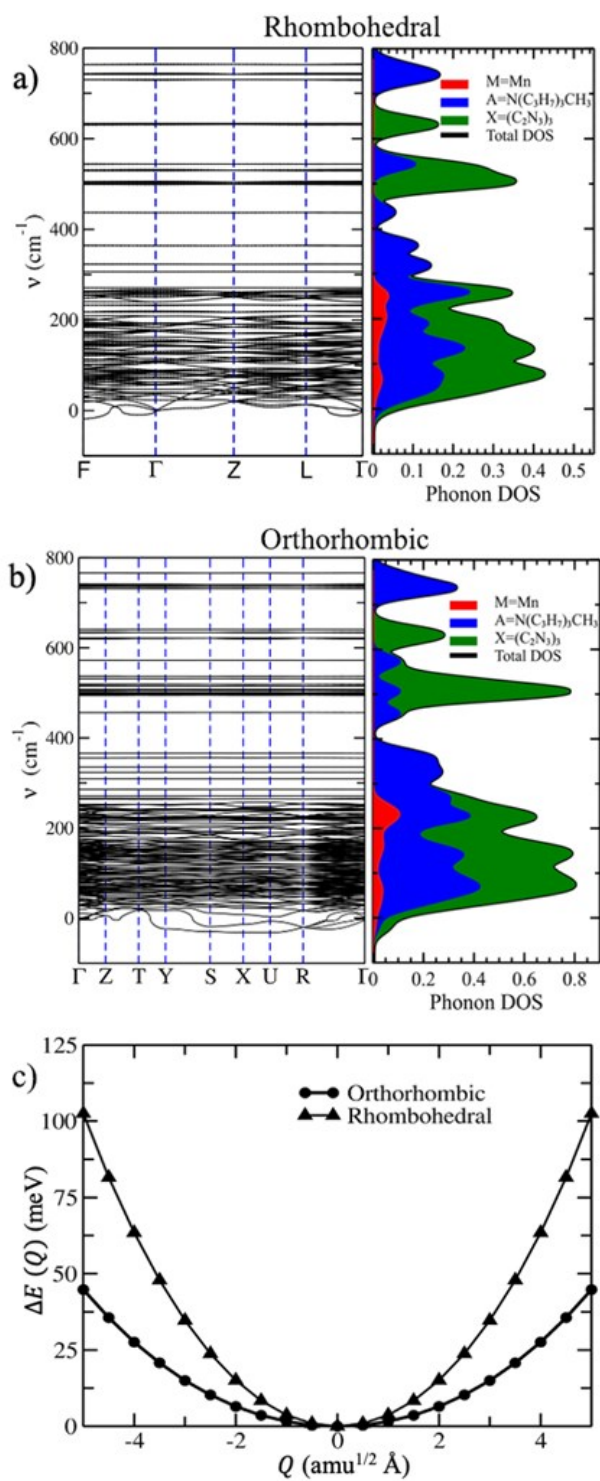 Rhombohedral
a)
800
600
400
200
0
ν (cm⁻¹)
F Γ Z L Γ
M=Mn
A=N(C₃H₇)₃CH₃
X=(C₂N₃)₃
Total DOS
0 0.1 0.2 0.3 0.4 0.5
Phonon DOS
Orthorhombic
b)
800
600
400
200
0
ν (cm⁻¹)
Γ Z T Y S X U R Γ
M=Mn
A=N(C₃H₇)₃CH₃
X=(C₂N₃)₃
Total DOS
0 0.2 0.4 0.6 0.8
Phonon DOS
c)
125
100
75
50
25
0
ΔE (Q) (meV)
Orthorhombic
Rhombohedral
-4 -2 0 2 4
Q (amu¹/² Å)